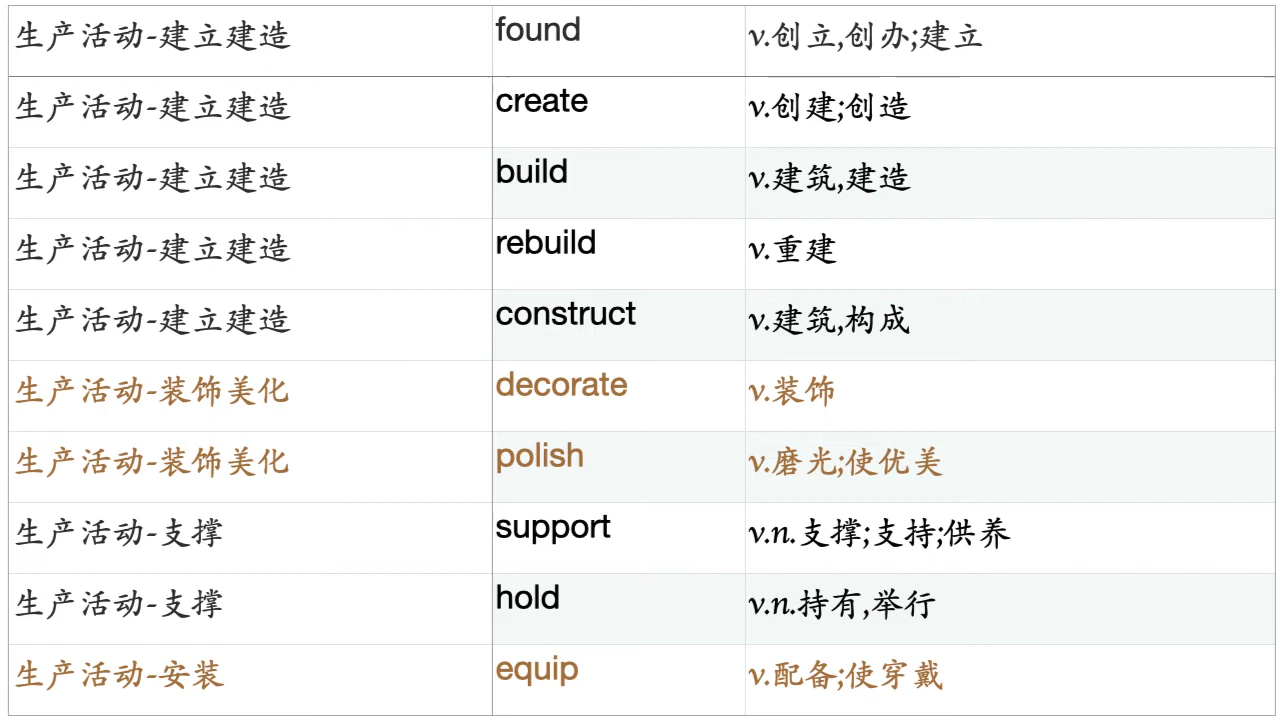 生产活动-建立建造 found v.创立,创办;建立
生产活动-建立建造 create v.创建;创造
生产活动-建立建造 build v.建筑,建造
生产活动-建立建造 rebuild v.重建
生产活动-建立建造 construct v.建筑,构成
生产活动-装饰美化 decorate v.装饰
生产活动-装饰美化 polish v.磨光;使优美
生产活动-支撑 support v.n.支撑;支持;供养
生产活动-支撑 hold v.n.持有,举行
生产活动-安装 equip v.配备;使穿戴